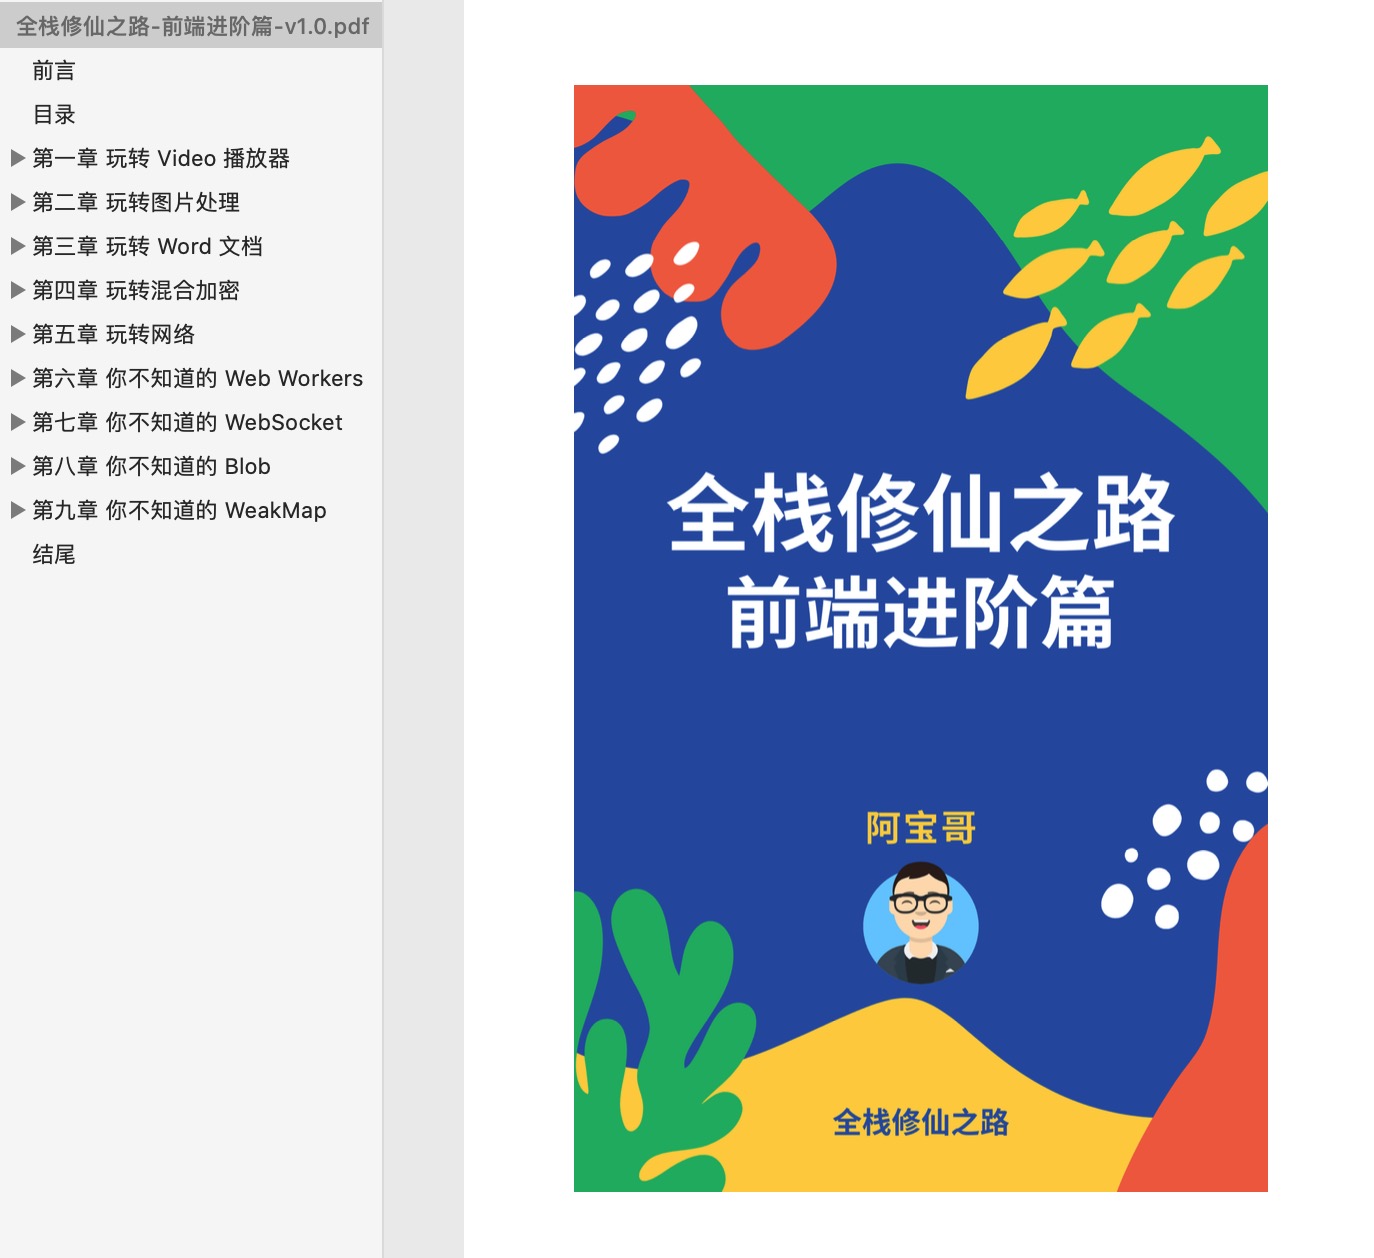 全栈修仙之路-前端进阶篇-v1.0.pdf
前言
目录
第一章 玩转 Video 播放器
第二章 玩转图片处理
第三章 玩转 Word 文档
第四章 玩转混合加密
第五章 玩转网络
第六章 你不知道的 Web Workers
第七章 你不知道的 WebSocket
第八章 你不知道的 Blob
第九章 你不知道的 WeakMap
结尾
全栈修仙之路
前端进阶篇
阿宝哥
全栈修仙之路